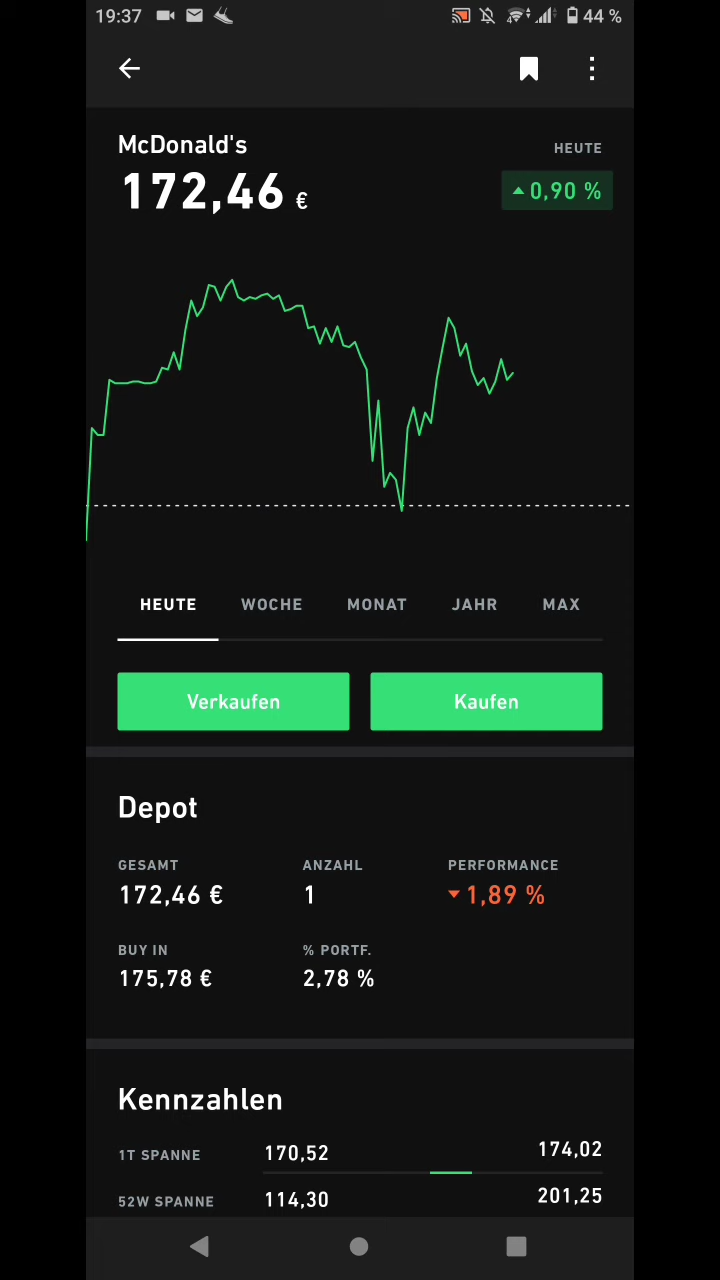 19:37 44 %
McDonald's HEUTE
172,46 € 0,90 %
HEUTE WOCHE MONAT JAHR MAX
Verkaufen Kaufen
Depot
GESAMT ANZAHL PERFORMANCE
172,46 € 1 1,89 %
BUY IN % PORTF.
175,78 € 2,78 %
Kennzahlen
1T SPANNE 170,52 174,02
52W SPANNE 114,30 201,25